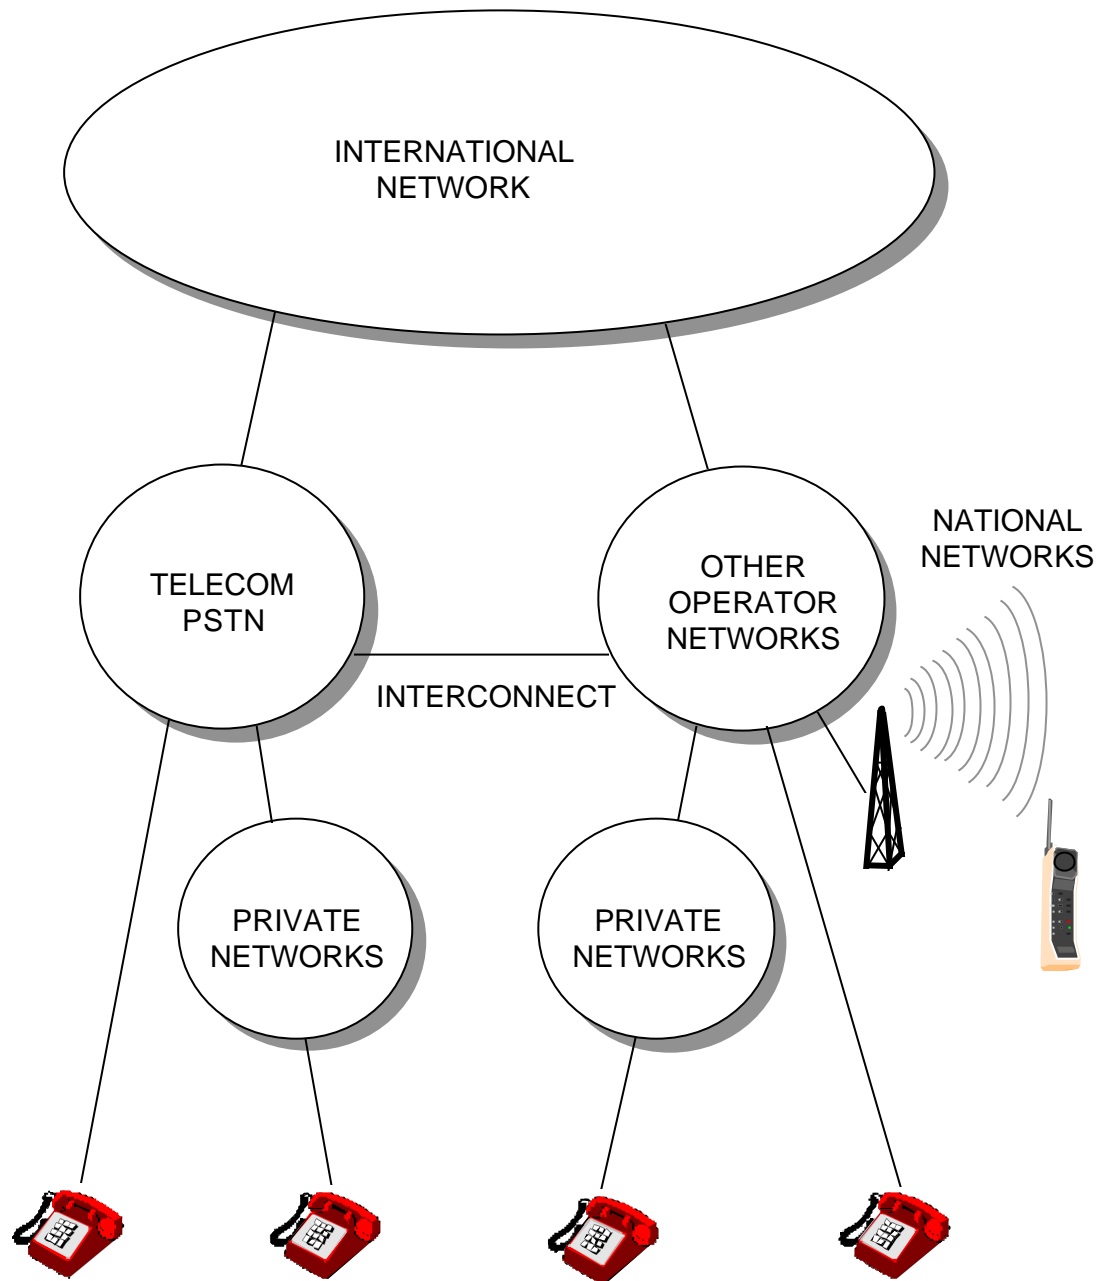 INTERNATIONAL
NETWORK
TELECOM
PSTN
OTHER
OPERATOR
NETWORKS
NATIONAL
NETWORKS
INTERCONNECT
PRIVATE
NETWORKS
PRIVATE
NETWORKS